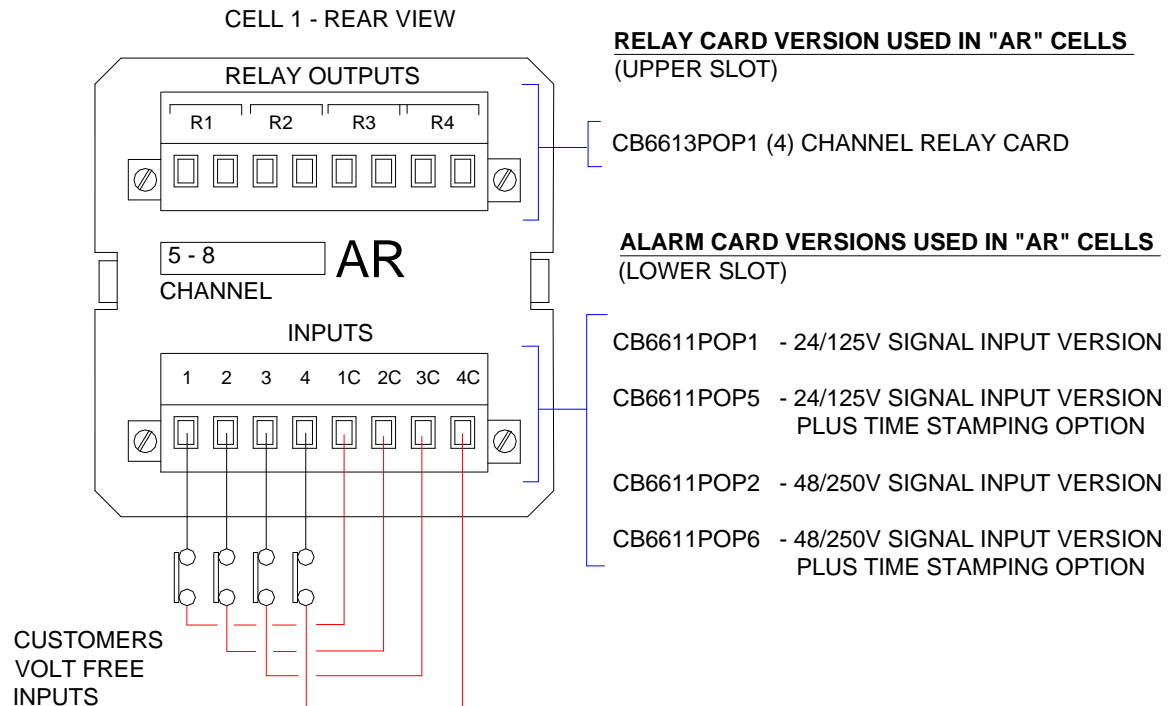 CELL 1 - REAR VIEW
RELAY OUTPUTS
R1 R2 R3 R4
5 - 8
AR
CHANNEL
INPUTS
1 2 3 4 1C 2C 3C 4C
CUSTOMERS
VOLT FREE
INPUTS
RELAY CARD VERSION USED IN "AR" CELLS
(UPPER SLOT)
CB6613POP1 (4) CHANNEL RELAY CARD
ALARM CARD VERSIONS USED IN "AR" CELLS
(LOWER SLOT)
CB6611POP1 - 24/125V SIGNAL INPUT VERSION
CB6611POP5 - 24/125V SIGNAL INPUT VERSION
PLUS TIME STAMPING OPTION
CB6611POP2 - 48/250V SIGNAL INPUT VERSION
CB6611POP6 - 48/250V SIGNAL INPUT VERSION
PLUS TIME STAMPING OPTION